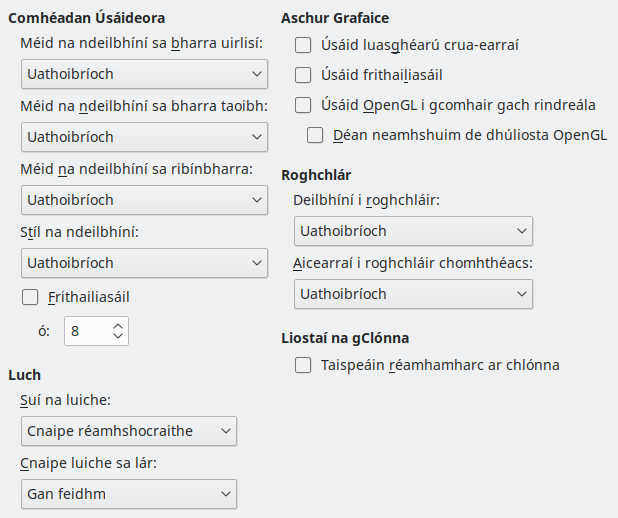 Comhéadan Úsáideora
Méid na ndeilbhíní sa bharra uirlisí:
Uathoibríoch
Méid na ndeilbhíní sa bharra taoibh:
Uathoibríoch
Méid na ndeilbhíní sa ribínbharra:
Uathoibríoch
Stíl na ndeilbhíní:
Uathoibríoch
Frithailiasáil
ó: 8
Luch
Suí na luiche:
Cnaipe réamhshocraithe
Cnaipe luiche sa lár:
Gan feidhm
Aschur Grafaice
Úsáid luasghéarú crua-earraí
Úsáid frithailiasáil
Úsáid OpenGL i gcomhair gach rindreála
Déan neamhshuim de dhúliosta OpenGL
Roghchlár
Deilbhíní i roghchláir:
Uathoibríoch
Aicearraí i roghchláir chomhthéacs:
Uathoibríoch
Liostaí na gClónna
Taispeáin réamhamharc ar chlónna